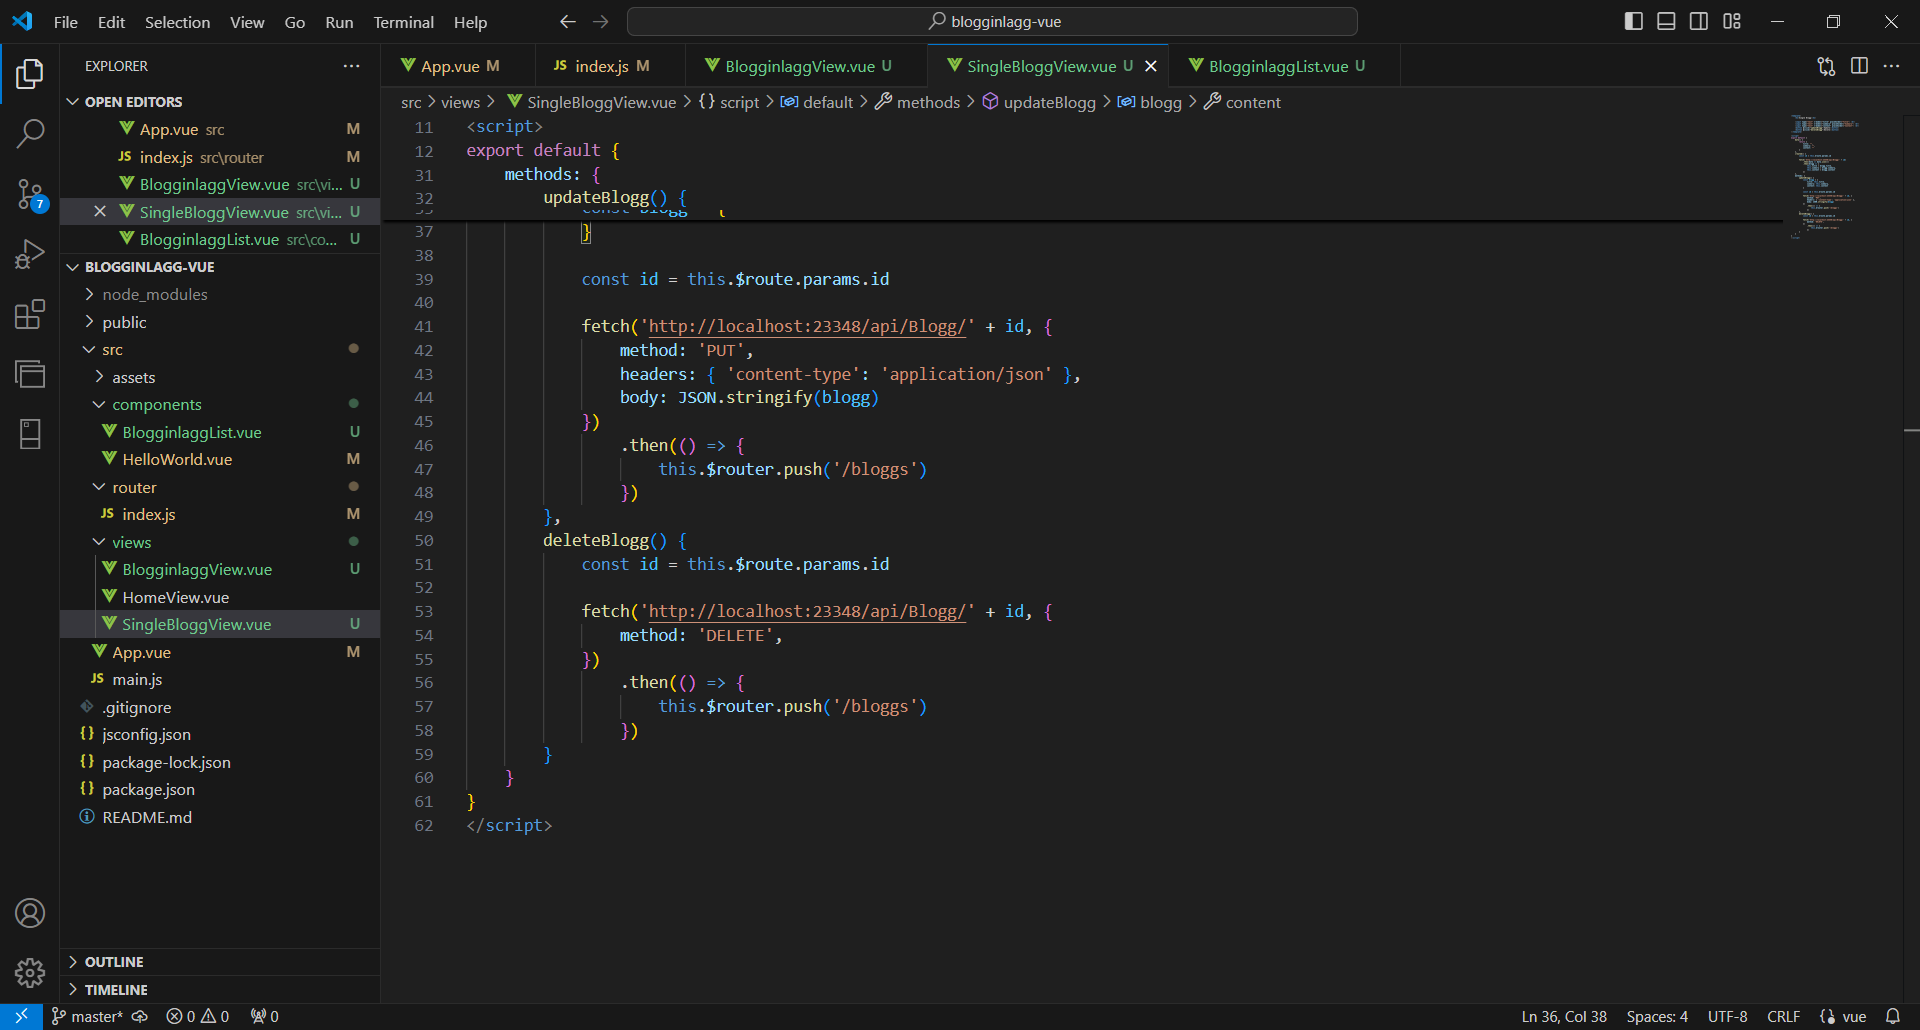 File Edit Selection View Go Run Terminal Help
blogginlagg-vue
EXPLORER
OPEN EDITORS
App.vue src M
JS index.js src\router M
BlogginlaggView.vue src\vi... U
SingleBloggView.vue src\vi... U
BlogginlaggList.vue src\co... U
BLOGGINLAGG-VUE
node_modules
public
src
assets
components
BlogginlaggList.vue U
HelloWorld.vue M
router
JS index.js M
views
BlogginlaggView.vue U
HomeView.vue
SingleBloggView.vue U
App.vue M
JS main.js
.gitignore
{} jsconfig.json
{} package-lock.json
{} package.json
README.md
OUTLINE
TIMELINE
7
App.vue M
JS index.js M
BlogginlaggView.vue U
SingleBloggView.vue U
BlogginlaggList.vue U
src > views > SingleBloggView.vue > {} script > default > methods > updateBlogg > blogg > content
11 <script>
12 export default {
31 methods: {
32 updateBlogg() {
37 }
38
39 const id = this.$route.params.id
40
41 fetch('http://localhost:23348/api/Blogg/' + id, {
42 method: 'PUT',
43 headers: { 'content-type': 'application/json' },
44 body: JSON.stringify(blogg)
45 })
46 .then(() => {
47 this.$router.push('/bloggs')
48 })
49 },
50 deleteBlogg() {
51 const id = this.$route.params.id
52
53 fetch('http://localhost:23348/api/Blogg/' + id, {
54 method: 'DELETE',
55 })
56 .then(() => {
57 this.$router.push('/bloggs')
58 })
59 }
60 }
61 }
62 </script>
master* 0 0 0
Ln 36, Col 38 Spaces: 4 UTF-8 CRLF {} vue